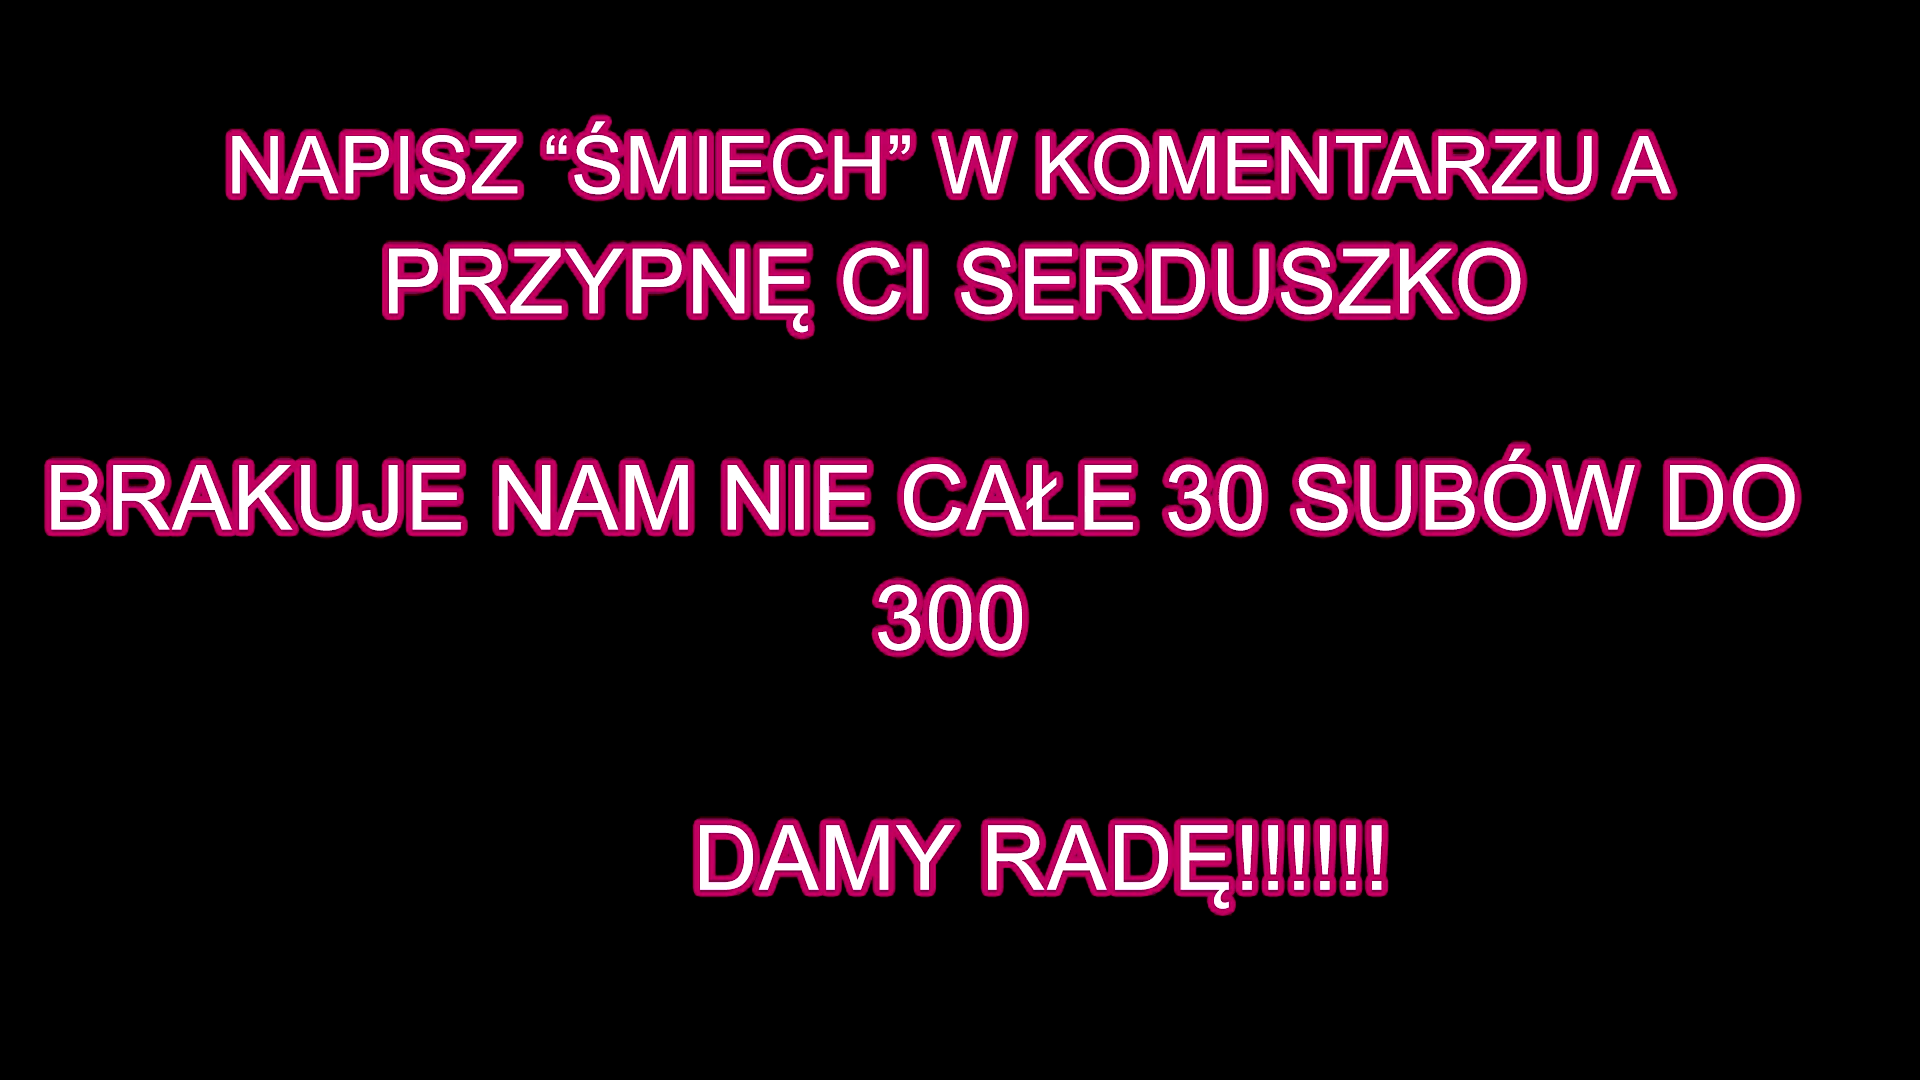 NAPISZ “ŚMIECH” W KOMENTARZU A
PRZYPNĘ CI SERDUSZKO
BRAKUJE NAM NIE CAŁE 30 SUBÓW DO
300
DAMY RADĘ!!!!!!